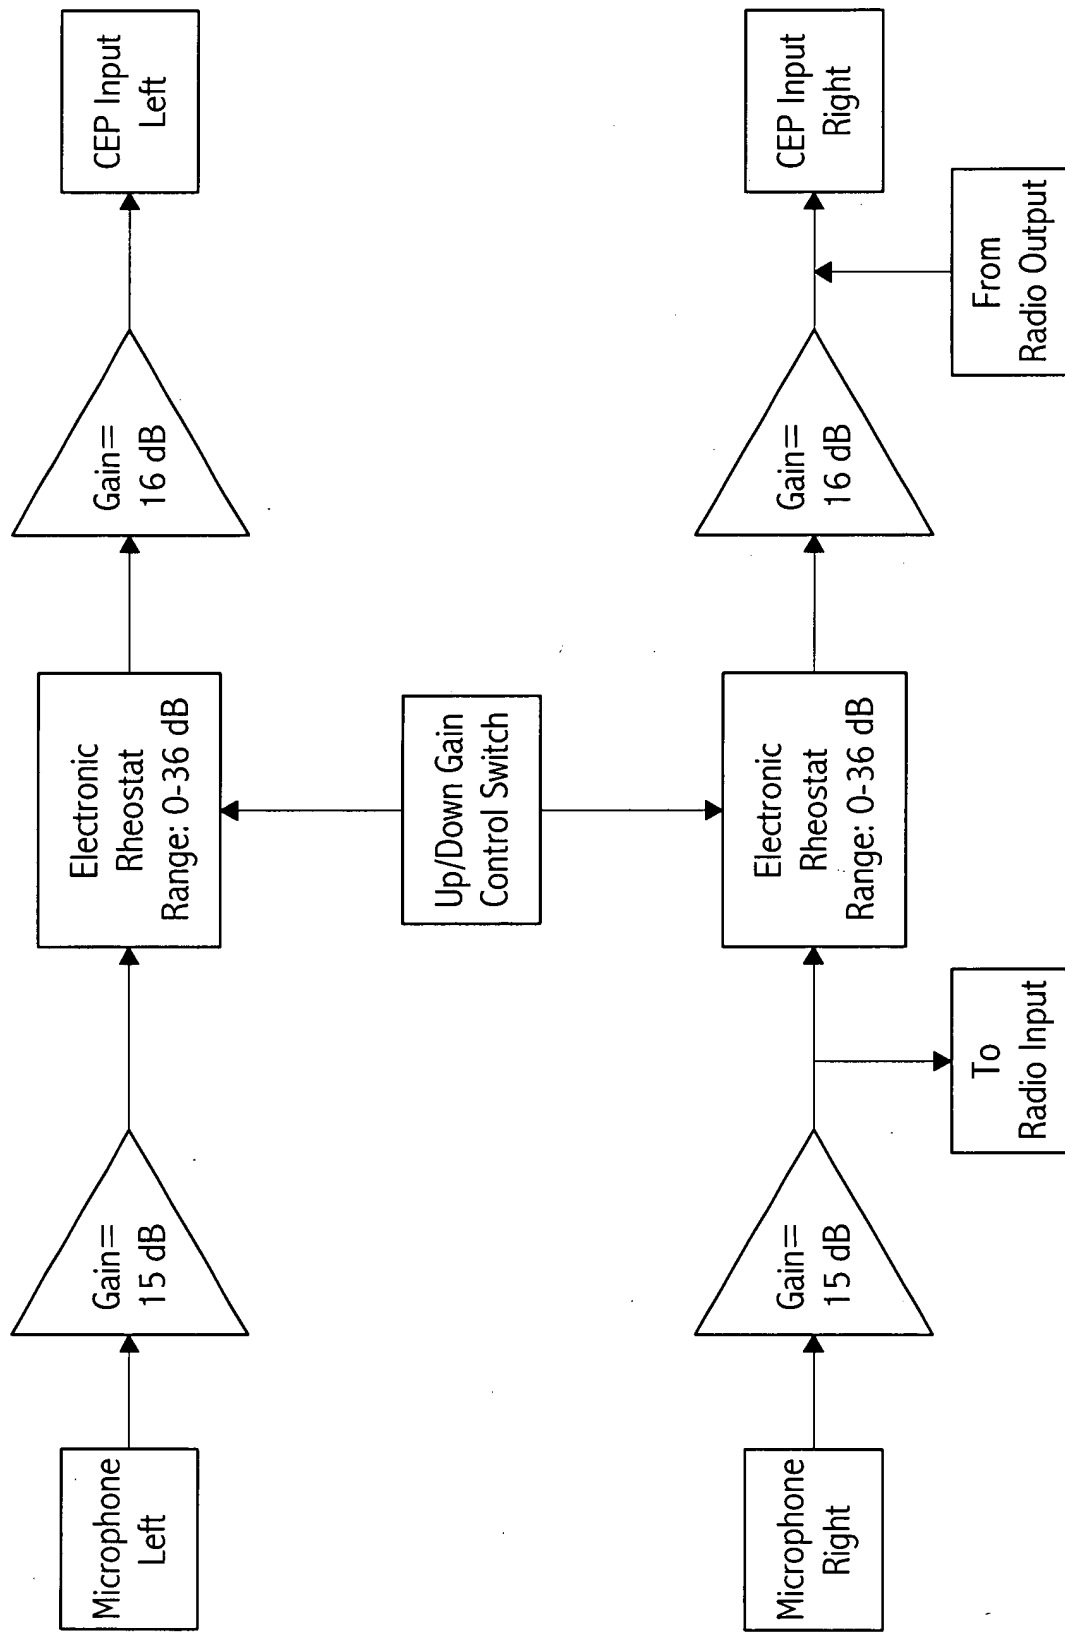 Microphone
Left
Gain=
15 dB
Electronic
Rheostat
Range: 0-36 dB
Gain=
16 dB
CEP Input
Left
Up/Down Gain
Control Switch
Microphone
Right
Gain=
15 dB
Electronic
Rheostat
Range: 0-36 dB
Gain=
16 dB
CEP Input
Right
To
Radio Input
From
Radio Output